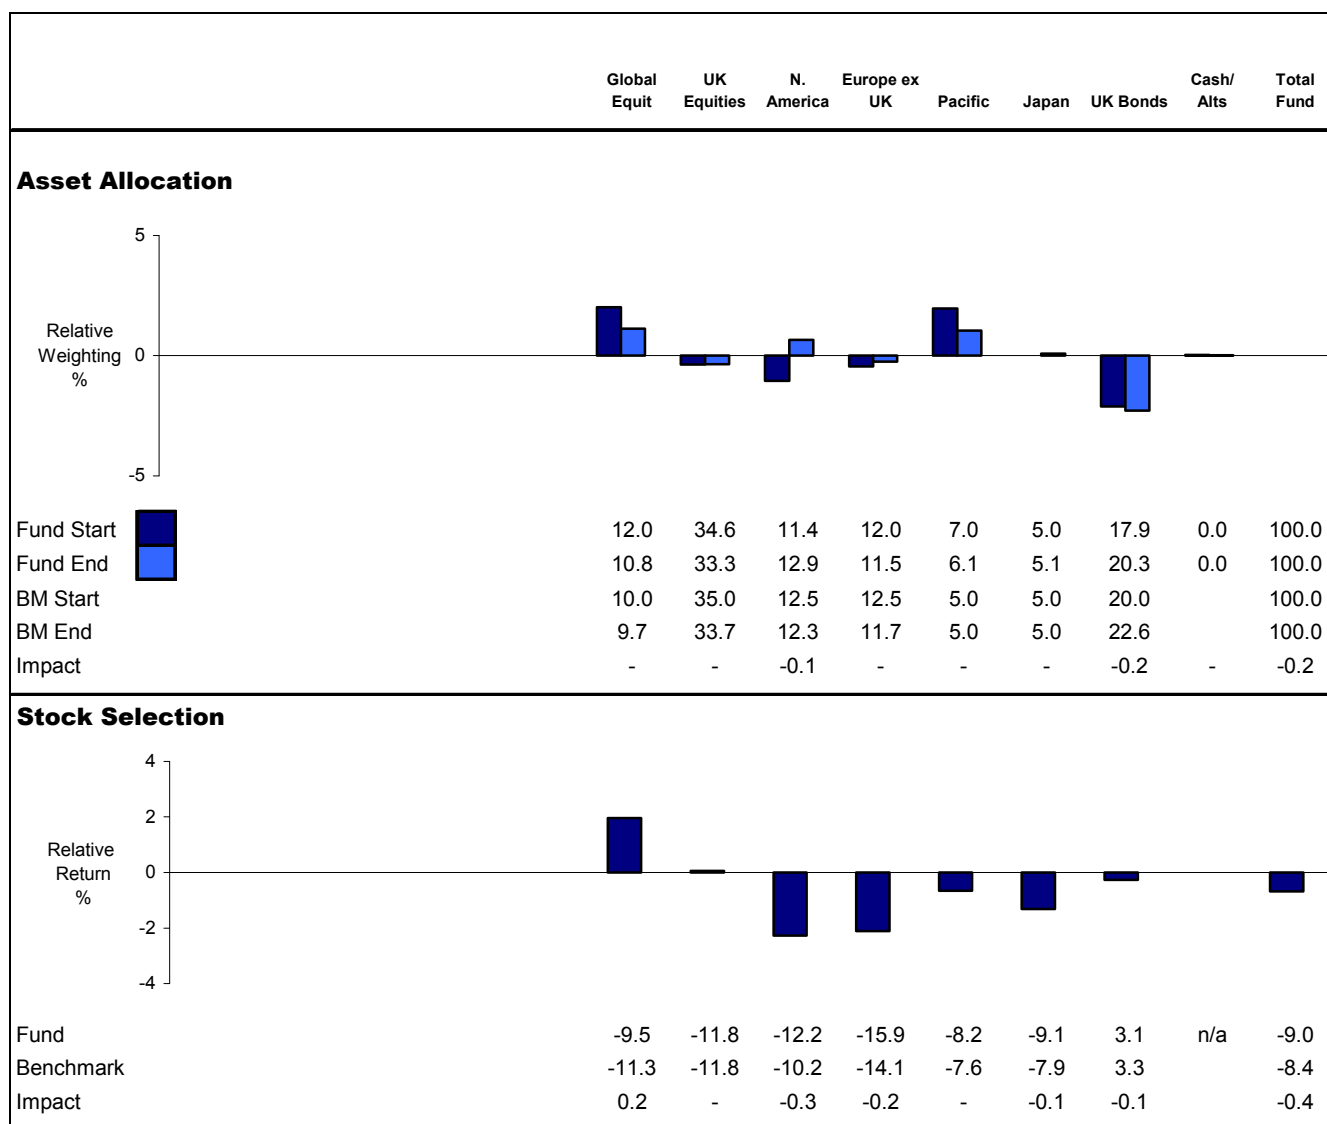 Global UK N. Europe ex Cash/ Total
Equit Equities America UK Pacific Japan UK Bonds Alts Fund
Asset Allocation
5
Relative
Weighting 0
%
-5
Fund Start 12.0 34.6 11.4 12.0 7.0 5.0 17.9 0.0 100.0
Fund End 10.8 33.3 12.9 11.5 6.1 5.1 20.3 0.0 100.0
BM Start 10.0 35.0 12.5 12.5 5.0 5.0 20.0 100.0
BM End 9.7 33.7 12.3 11.7 5.0 5.0 22.6 100.0
Impact - - -0.1 - - - -0.2 - -0.2
Stock Selection
4
2
Relative
Return 0
%
-2
-4
Fund -9.5 -11.8 -12.2 -15.9 -8.2 -9.1 3.1 n/a -9.0
Benchmark -11.3 -11.8 -10.2 -14.1 -7.6 -7.9 3.3 -8.4
Impact 0.2 - -0.3 -0.2 - -0.1 -0.1 -0.4